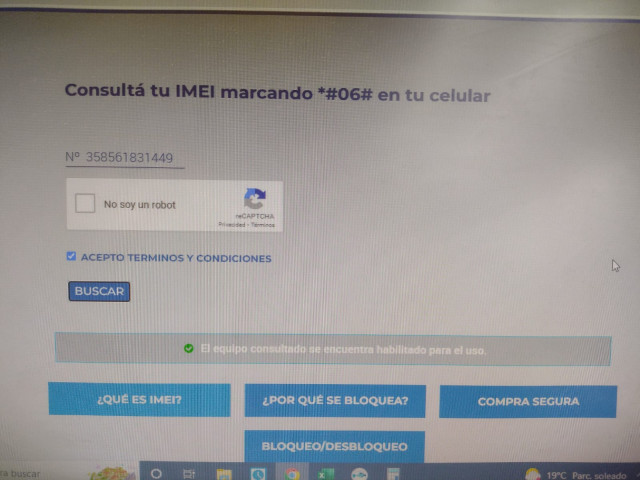 Consultá tu IMEI marcando *#06# en tu celular
Nº 358561831449
No soy un robot
reCAPTCHA
Privacidad - Términos
ACEPTO TERMINOS Y CONDICIONES
BUSCAR
El equipo consultado se encuentra habilitado para el uso.
¿QUÉ ES IMEI?
¿POR QUÉ SE BLOQUEA?
COMPRA SEGURA
BLOQUEO/DESBLOQUEO
ra buscar
19°C Parc. soleado